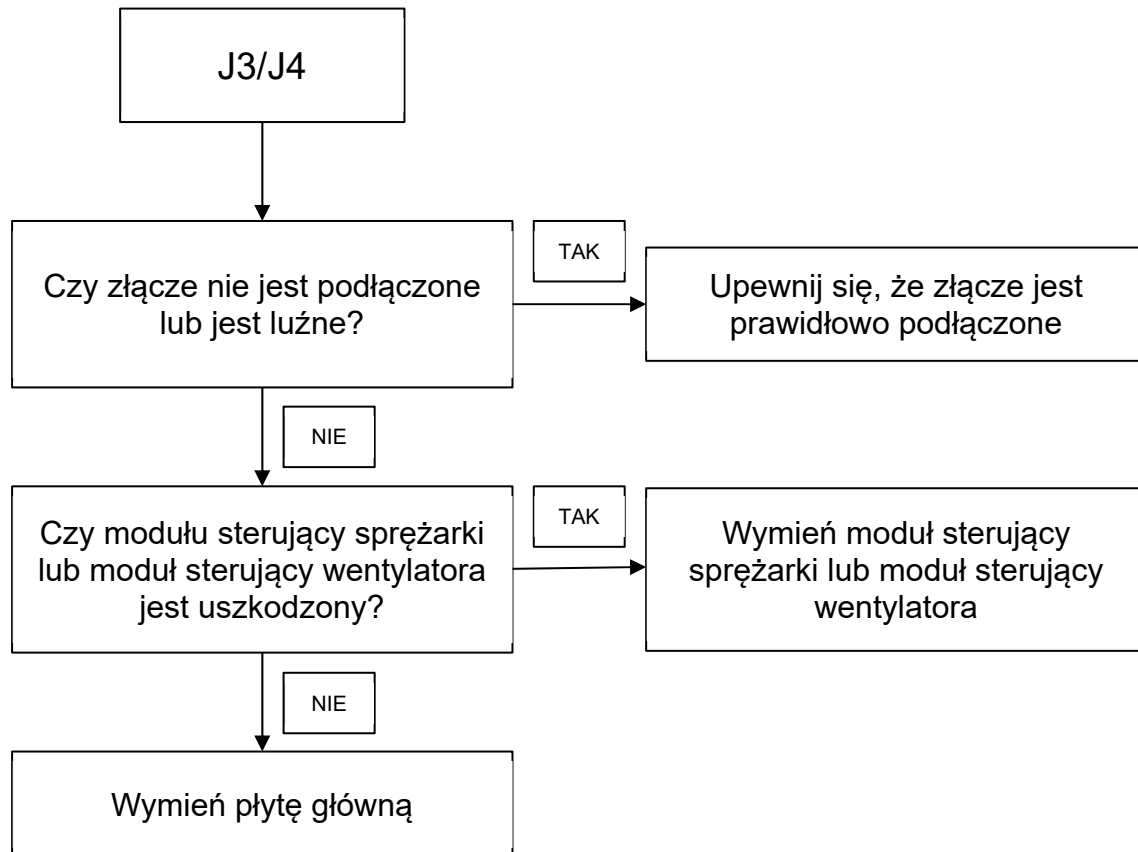 J3/J4
Czy złącze nie jest podłączone
lub jest luźne?
TAK
Upewnij się, że złącze jest
prawidłowo podłączone
NIE
Czy modułu sterujący sprężarki
lub moduł sterujący wentylatora
jest uszkodzony?
TAK
Wymień moduł sterujący
sprężarki lub moduł sterujący
wentylatora
NIE
Wymień płytę główną